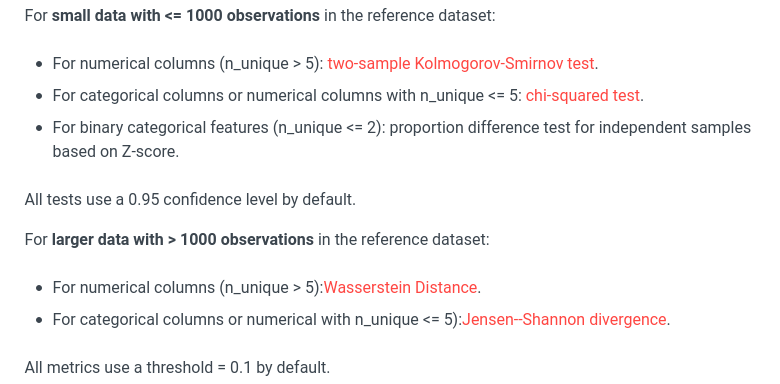 For small data with <= 1000 observations in the reference dataset:
• For numerical columns (n_unique > 5): two-sample Kolmogorov-Smirnov test.
• For categorical columns or numerical columns with n_unique <= 5: chi-squared test.
• For binary categorical features (n_unique <= 2): proportion difference test for independent samples
based on Z-score.
All tests use a 0.95 confidence level by default.
For larger data with > 1000 observations in the reference dataset:
• For numerical columns (n_unique > 5):Wasserstein Distance.
• For categorical columns or numerical with n_unique <= 5):Jensen--Shannon divergence.
All metrics use a threshold = 0.1 by default.